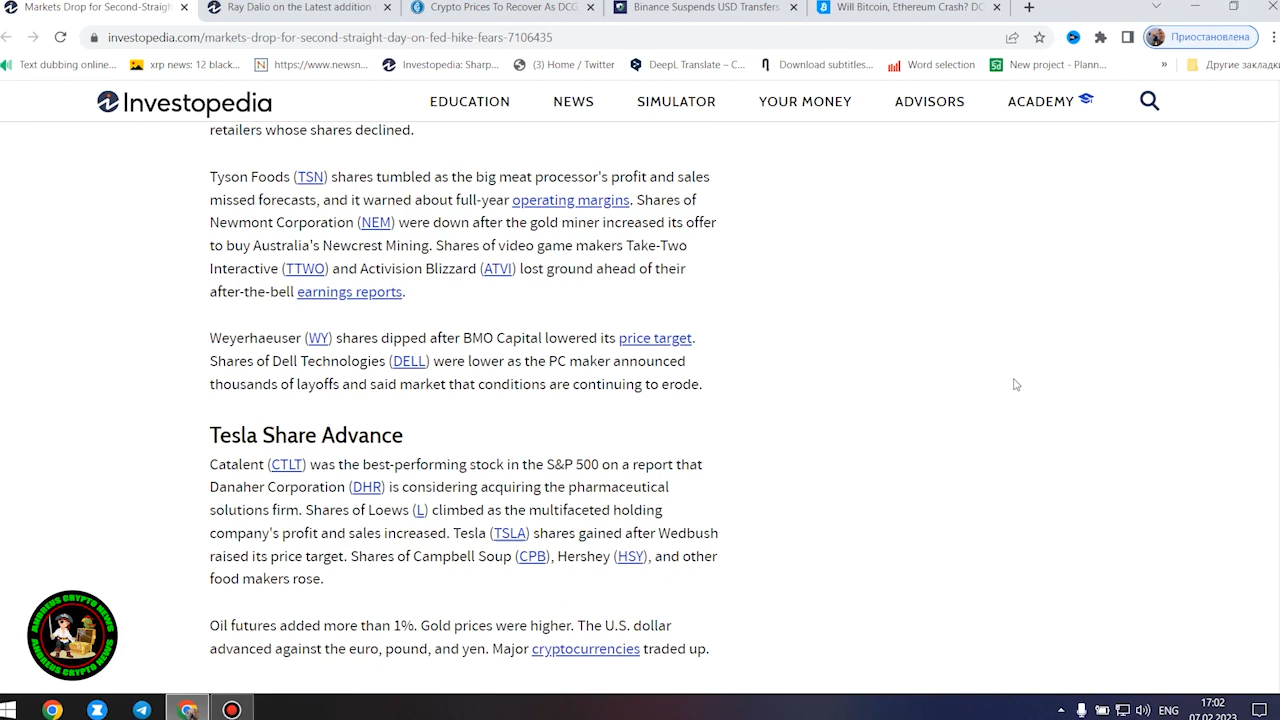 Markets Drop for Second-Straigh
Ray Dalio on the Latest addition
Crypto Prices To Recover As DCG
Binance Suspends USD Transfers
Will Bitcoin, Ethereum Crash? DC
investopedia.com/markets-drop-for-second-straight-day-on-fed-hike-fears-7106435
Приостановлена
Text dubbing online...
xrp news: 12 black...
https://www.newsn...
Investopedia: Sharp...
(3) Home / Twitter
DeepL Translate – C...
Download subtitles...
Word selection
New project - Plann...
»
Другие закладки
Investopedia
EDUCATION
NEWS
SIMULATOR
YOUR MONEY
ADVISORS
ACADEMY
retailers whose shares declined.
Tyson Foods (TSN) shares tumbled as the big meat processor's profit and sales
missed forecasts, and it warned about full-year operating margins. Shares of
Newmont Corporation (NEM) were down after the gold miner increased its offer
to buy Australia's Newcrest Mining. Shares of video game makers Take-Two
Interactive (TTWO) and Activision Blizzard (ATVI) lost ground ahead of their
after-the-bell earnings reports.
Weyerhaeuser (WY) shares dipped after BMO Capital lowered its price target.
Shares of Dell Technologies (DELL) were lower as the PC maker announced
thousands of layoffs and said market that conditions are continuing to erode.
Tesla Share Advance
Catalent (CTLT) was the best-performing stock in the S&P 500 on a report that
Danaher Corporation (DHR) is considering acquiring the pharmaceutical
solutions firm. Shares of Loews (L) climbed as the multifaceted holding
company's profit and sales increased. Tesla (TSLA) shares gained after Wedbush
raised its price target. Shares of Campbell Soup (CPB), Hershey (HSY), and other
food makers rose.
Oil futures added more than 1%. Gold prices were higher. The U.S. dollar
advanced against the euro, pound, and yen. Major cryptocurrencies traded up.
ANDREUS CRYPTO NEWS
ANDREUS CRYPTO NEWS
ENG
17:02
07.02.2023